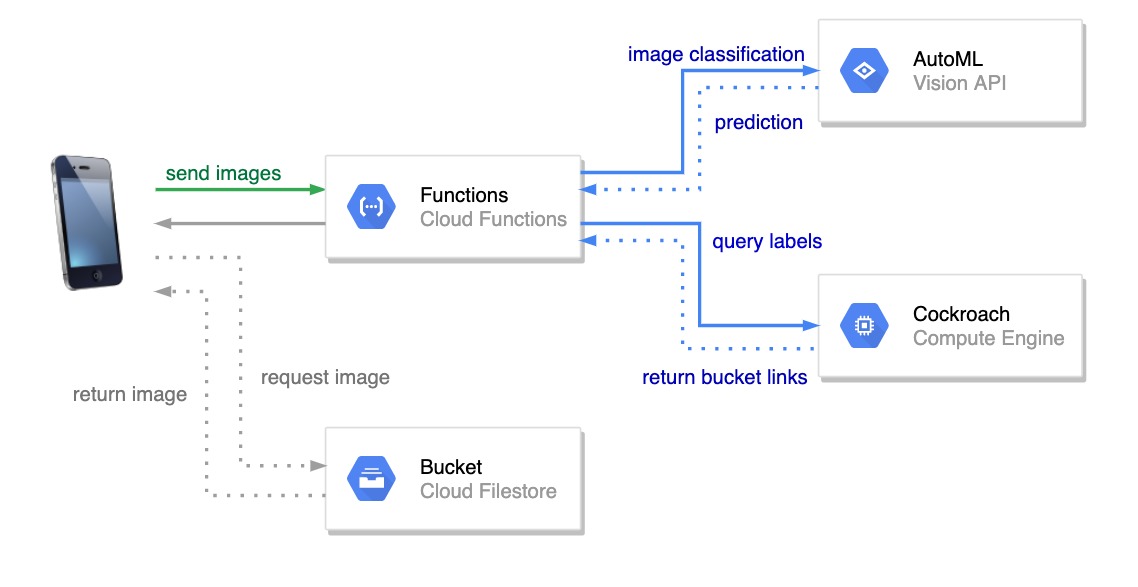 image classification
AutoML
Vision API
prediction
send images
Functions
Cloud Functions
query labels
Cockroach
Compute Engine
return bucket links
request image
return image
Bucket
Cloud Filestore